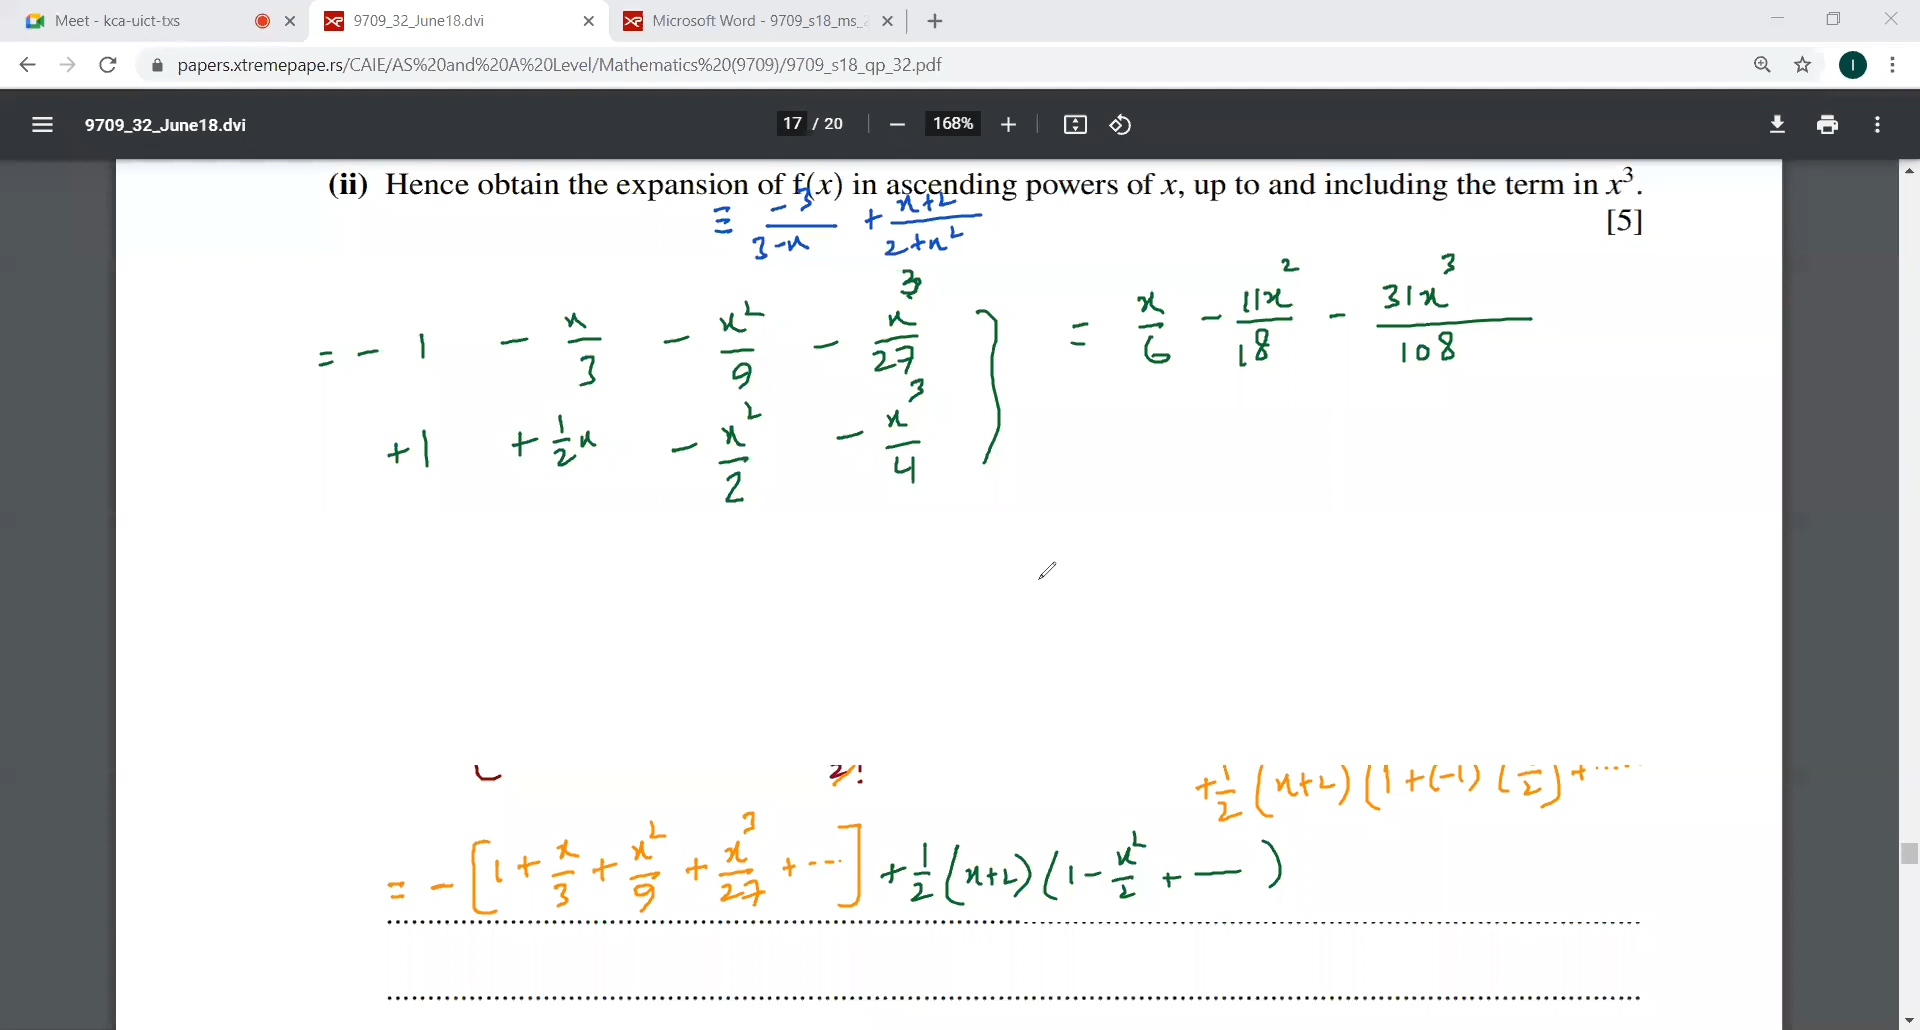 Meet - kca-uict-txs
9709_32_June18.dvi
Microsoft Word - 9709_s18_ms_
papers.xtremepape.rs/CAIE/AS%20and%20A%20Level/Mathematics%20(9709)/9709_s18_qp_32.pdf
I
9709_32_June18.dvi
17 / 20
168%
(ii) Hence obtain the expansion of f(x) in ascending powers of x, up to and including the term in x³.
[5]
≡ -3/(3-x) + (x+2)/(2+x²)
= - 1 - x/3 - x²/9 - x³/27
+1 + 1/2 x - x²/2 - x³/4
= x/6 - 11x²/18 - 31x³/108
2!
+1/2 (x+2) (1+(-1) ( /2) + ....
= - [1 + x/3 + x²/9 + x³/27 + ...] + 1/2 (x+2) (1 - x²/2 + — )